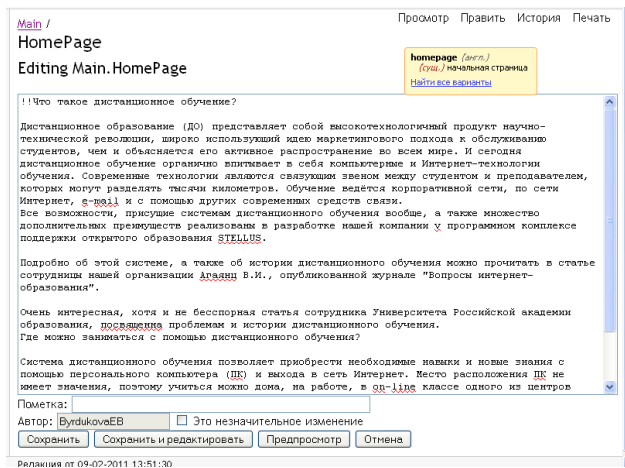 Просмотр Править История Печать
Main /
HomePage
Editing Main.HomePage
homepage (англ.)
(сущ.) начальная страница
Найти все варианты
!!Что такое дистанционное обучение?
Дистанционное образование (ДО) представляет собой высокотехнологичный продукт научно-
технической революции, широко использующий идею маркетингового подхода к обслуживанию
студентов, чем и объясняется его активное распространение во всем мире. И сегодня
дистанционное обучение органично впитывает в себя компьютерные и Интернет-технологии
обучения. Современные технологии являются связующим звеном между студентом и преподавателем,
которых могут разделять тысячи километров. Обучение ведётся корпоративной сети, по сети
Интернет, e-mail и с помощью других современных средств связи.
Все возможности, присущие системам дистанционного обучения вообще, а также множество
дополнительных преимуществ реализованы в разработке нашей компании у программном комплексе
поддержки открытого образования STELLUS.
Подробно об этой системе, а также об истории дистанционного обучения можно прочитать в статье
сотрудницы нашей организации Агаянц В.И., опубликованной журнале "Вопросы интернет-
образования".
Очень интересная, хотя и не бесспорная статья сотрудника Университета Российской академии
образования, посвящення проблемам и истории дистанционного обучения.
Где можно заниматься с помощью дистанционного обучения?
Система дистанционного обучения позволяет приобрести необходимые навыки и новые знания с
помощью персонального компьютера (ПК) и выхода в сеть Интернет. Место расположения ПК не
имеет значения, поэтому учиться можно дома, на работе, в on-line классе одного из центров
Пометка:
Автор: ByrdukovaEB Это незначительное изменение
Сохранить Сохранить и редактировать Предпросмотр Отмена
Редакция от 09-02-2011 13:51:30